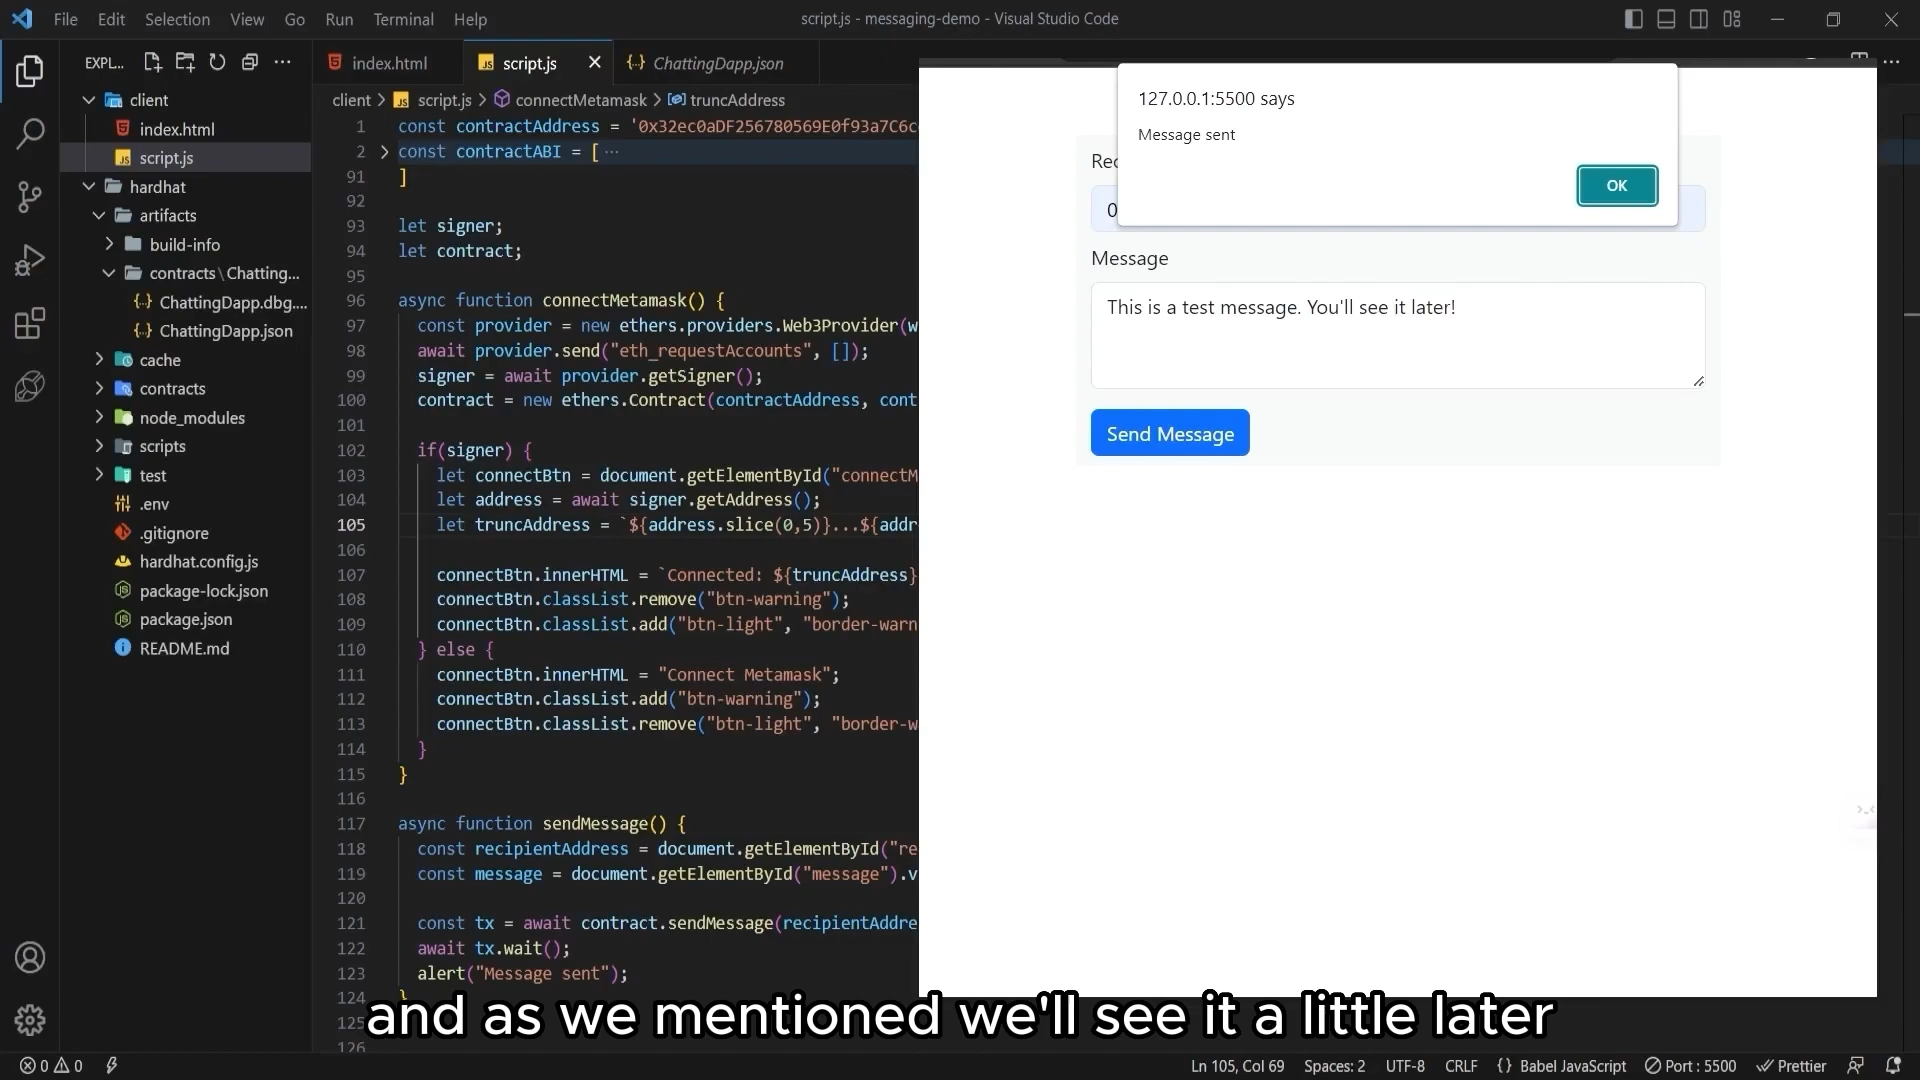 File Edit Selection View Go Run Terminal Help
script.js - messaging-demo - Visual Studio Code
EXPL...
client
index.html
script.js
hardhat
artifacts
build-info
contracts\Chatting...
ChattingDapp.dbg....
ChattingDapp.json
cache
contracts
node_modules
scripts
test
.env
.gitignore
hardhat.config.js
package-lock.json
package.json
README.md
index.html
script.js
ChattingDapp.json
client > script.js > connectMetamask > truncAddress
1 const contractAddress = '0x32ec0aDF256780569E0f93a7C6c
2 const contractABI = [ ...
91 ]
92
93 let signer;
94 let contract;
95
96 async function connectMetamask() {
97 const provider = new ethers.providers.Web3Provider(w
98 await provider.send("eth_requestAccounts", []);
99 signer = await provider.getSigner();
100 contract = new ethers.Contract(contractAddress, cont
101
102 if(signer) {
103 let connectBtn = document.getElementById("connectM
104 let address = await signer.getAddress();
105 let truncAddress = `${address.slice(0,5)}...${addr
106
107 connectBtn.innerHTML = `Connected: ${truncAddress}
108 connectBtn.classList.remove("btn-warning");
109 connectBtn.classList.add("btn-light", "border-warn
110 } else {
111 connectBtn.innerHTML = "Connect Metamask";
112 connectBtn.classList.add("btn-warning");
113 connectBtn.classList.remove("btn-light", "border-w
114 }
115 }
116
117 async function sendMessage() {
118 const recipientAddress = document.getElementById("re
119 const message = document.getElementById("message").v
120
121 const tx = await contract.sendMessage(recipientAddre
122 await tx.wait();
123 alert("Message sent");
124 }
125
126
127.0.0.1:5500 says
Message sent
OK
Rec
0
Message
This is a test message. You'll see it later!
Send Message
and as we mentioned we'll see it a little later
0 0
Ln 105, Col 69 Spaces: 2 UTF-8 CRLF {} Babel JavaScript Port : 5500 Prettier